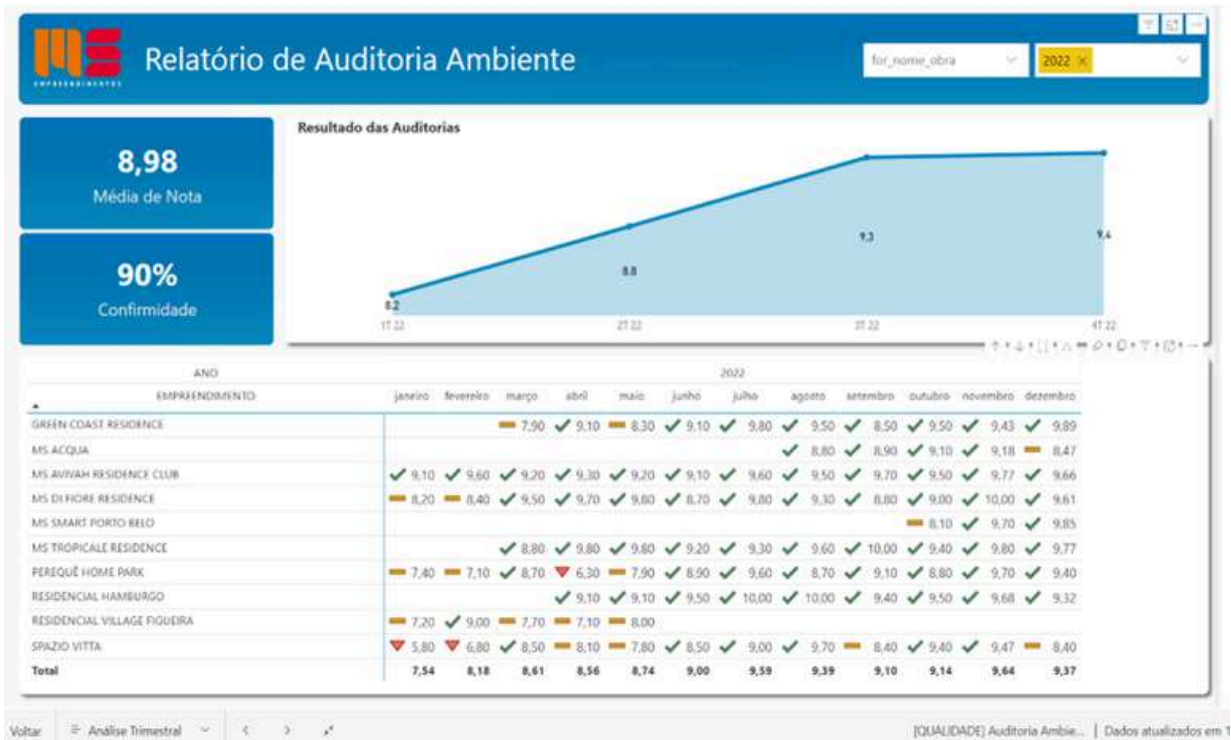 MS
EMPREENDIMENTOS
Relatório de Auditoria Ambiente
for_nome_obra
2022 ×
8,98
Média de Nota
90%
Confirmidade
Resultado das Auditorias
8.2
8.8
9.3
9.4
1T 22
2T 22
3T 22
4T 22
ANO 2022
EMPREENDIMENTO janeiro fevereiro março abril maio junho julho agosto setembro outubro novembro dezembro
GREEN COAST RESIDENCE 7,90 9,10 8,30 9,10 9,80 9,50 8,50 9,50 9,43 9,89
MS ACQUA 8,80 8,90 9,10 9,18 8,47
MS AVIVAH RESIDENCE CLUB 9,10 9,60 9,20 9,30 9,20 9,10 9,60 9,50 9,70 9,50 9,77 9,66
MS DI FIORE RESIDENCE 8,20 8,40 9,50 9,70 9,80 8,70 9,80 9,30 8,80 9,00 10,00 9,61
MS SMART PORTO BELO 8,10 9,70 9,85
MS TROPICALE RESIDENCE 8,80 9,80 9,80 9,20 9,30 9,60 10,00 9,40 9,80 9,77
PEREQUÊ HOME PARK 7,40 7,10 8,70 6,30 7,90 8,90 9,60 8,70 9,10 8,80 9,70 9,40
RESIDENCIAL HAMBURGO 9,10 9,10 9,50 10,00 10,00 9,40 9,50 9,68 9,32
RESIDENCIAL VILLAGE FIGUEIRA 7,20 9,00 7,70 7,10 8,00
SPAZIO VITTA 5,80 6,80 8,50 8,10 7,80 8,50 9,00 9,70 8,40 9,40 9,47 8,40
Total 7,54 8,18 8,61 8,56 8,74 9,00 9,59 9,39 9,10 9,14 9,64 9,37
Voltar Análise Trimestral [QUALIDADE] Auditoria Ambie... | Dados atualizados em 1